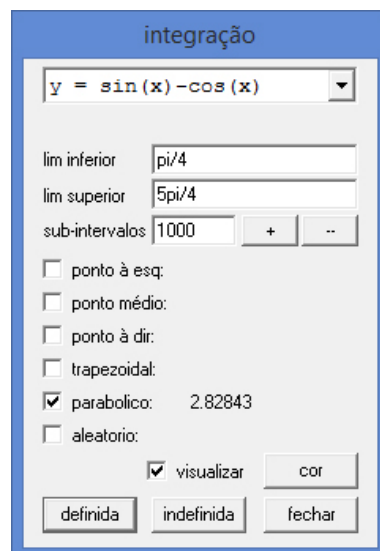 integração
y = sin(x)-cos(x)
lim inferior pi/4
lim superior 5pi/4
sub-intervalos 1000 + --
ponto à esq:
ponto médio:
ponto à dir:
trapezoidal:
parabolico: 2.82843
aleatorio:
visualizar cor
definida indefinida fechar